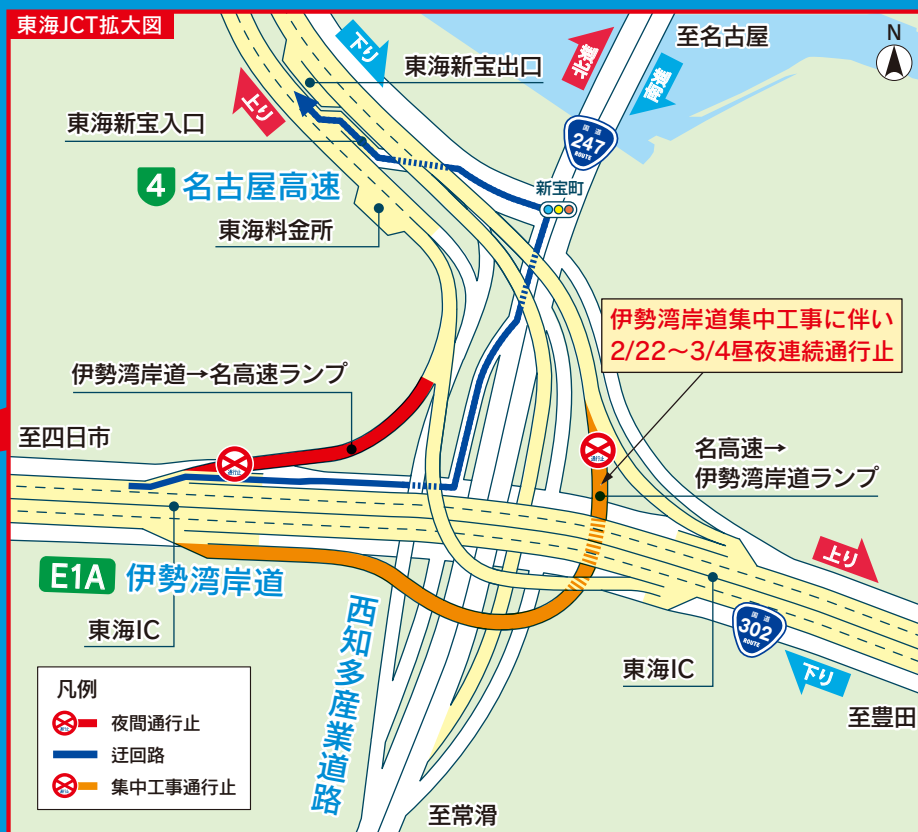 東海JCT拡大図
下り
東海新宝出口
北進
南進
至名古屋
N
上り
東海新宝入口
国道
247
ROUTE
4 名古屋高速
新宝町
東海料金所
伊勢湾岸道集中工事に伴い
2/22～3/4昼夜連続通行止
伊勢湾岸道→名高速ランプ
至四日市
通行止
通行止
名高速→
伊勢湾岸道ランプ
E1A 伊勢湾岸道
上り
東海IC
西知多産業道路
国道
302
ROUTE
東海IC
下り
至豊田
凡例
夜間通行止
迂回路
集中工事通行止
至常滑